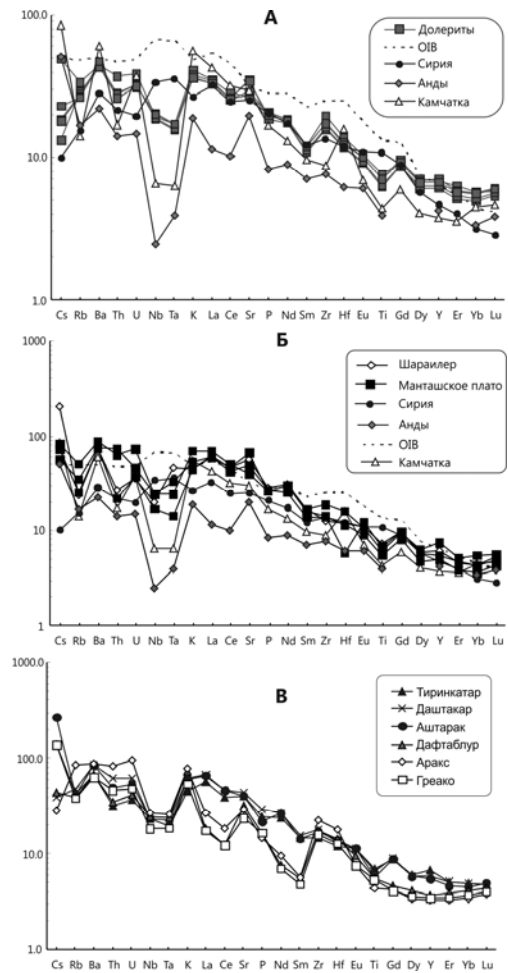 А
100.0
10.0
1.0
Долериты
OIB
Сирия
Анды
Камчатка
Cs Rb Ba Th U Nb Ta K La Ce Sr P Nd Sm Zr Hf Eu Ti Gd Dy Y Er Yb Lu
Б
1000
100
10
1
Шараилер
Манташское плато
Сирия
Анды
OIB
Камчатка
Cs Rb Ba Th U Nb Ta K La Ce Sr P Nd Sm Zr Hf Eu Ti Gd Dy Y Er Yb Lu
В
1000.0
100.0
10.0
1.0
Тиринкатар
Даштакар
Аштарак
Дафтаблур
Аракс
Греако
Cs Rb Ba Th U Nb Ta K La Ce Sr P Nd Sm Zr Hf Eu Ti Gd Dy Y Er Yb Lu